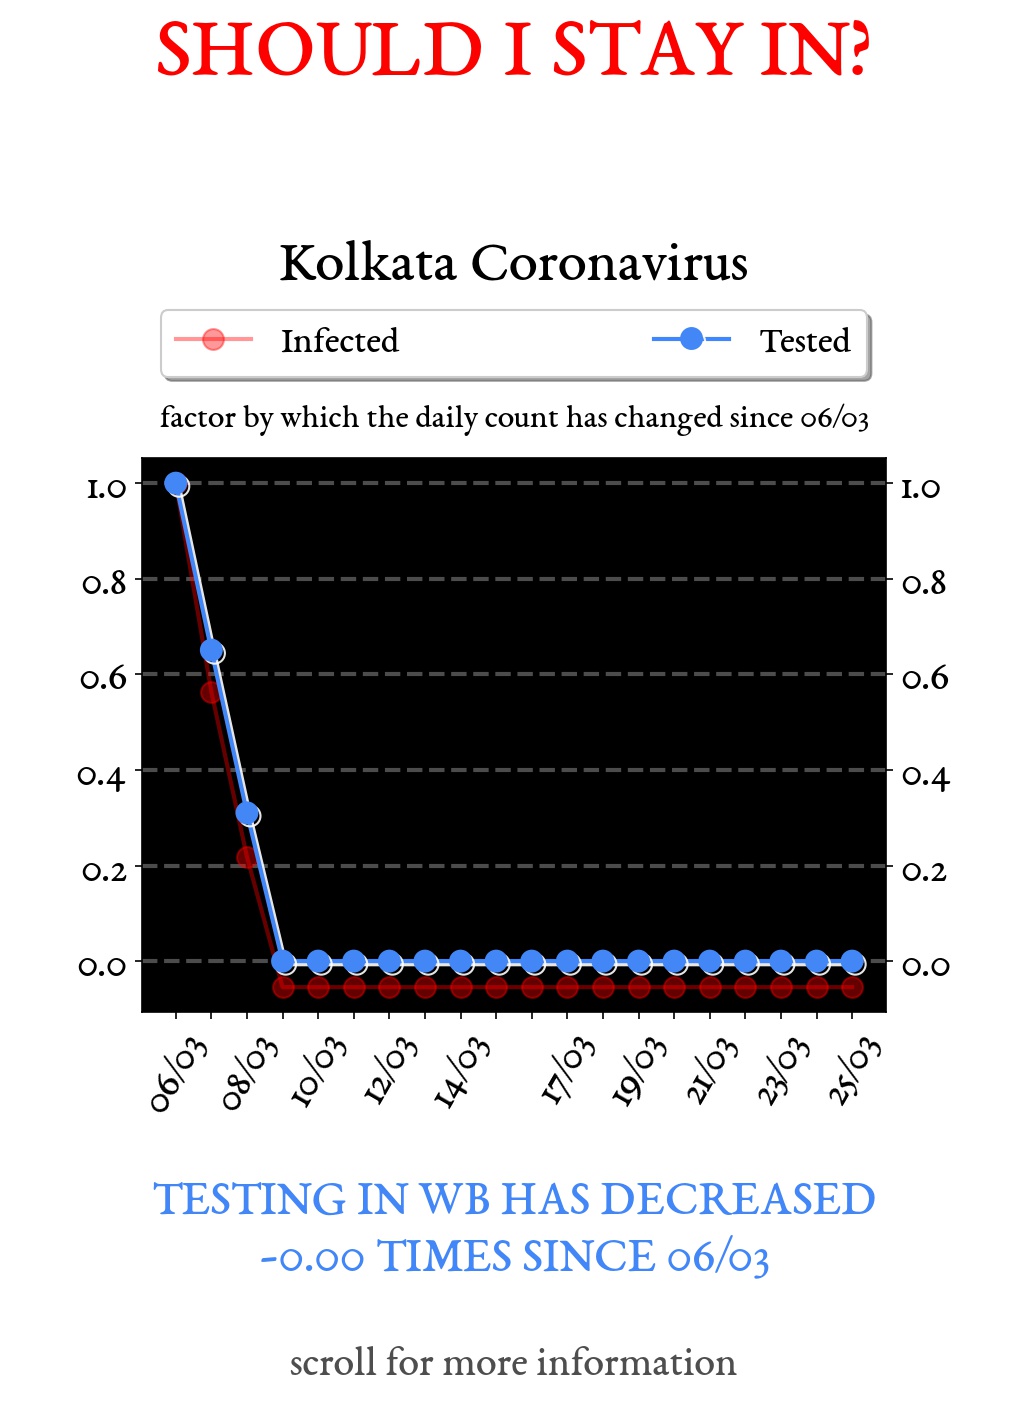 SHOULD I STAY IN?
Kolkata Coronavirus
Infected Tested
factor by which the daily count has changed since 06/03
1.0 1.0
0.8 0.8
0.6 0.6
0.4 0.4
0.2 0.2
0.0 0.0
06/03 08/03 10/03 12/03 14/03 17/03 19/03 21/03 23/03 25/03
TESTING IN WB HAS DECREASED
-0.00 TIMES SINCE 06/03
scroll for more information